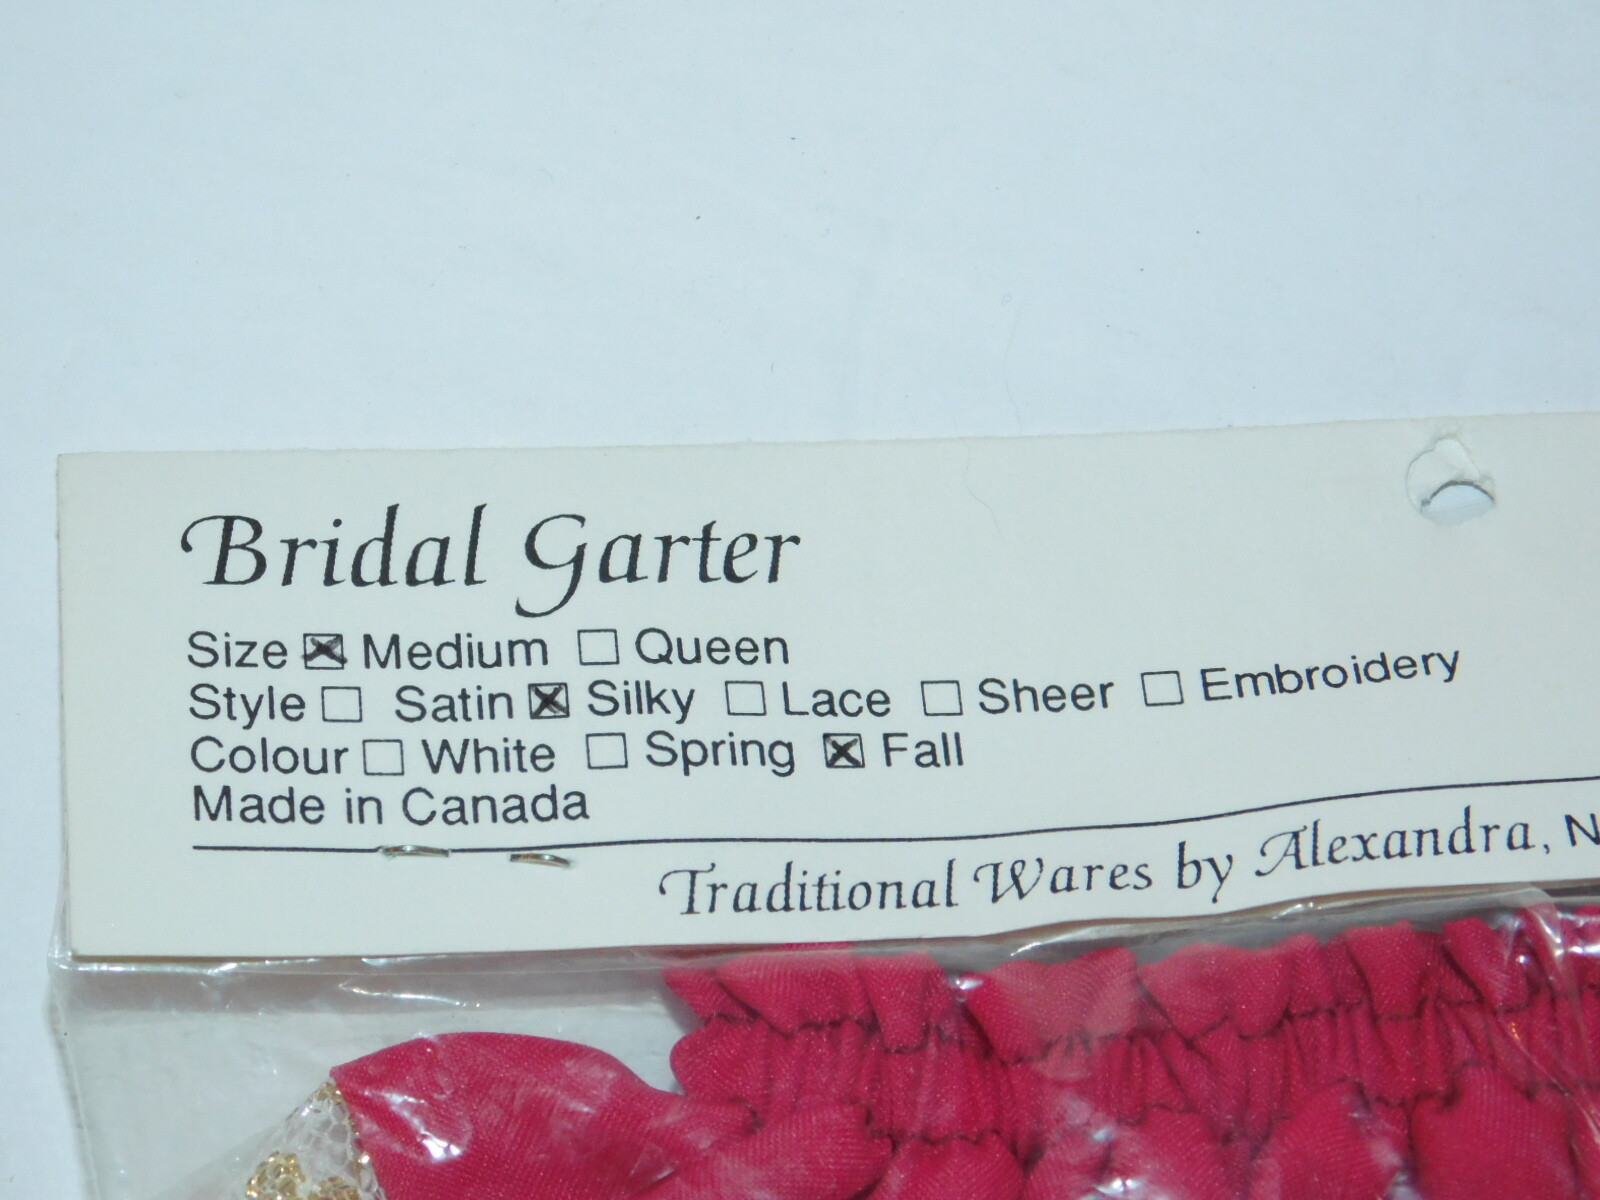 Bridal Garter
Size ☒ Medium ☐ Queen
Style ☐ Satin ☒ Silky ☐ Lace ☐ Sheer ☐ Embroidery
Colour ☐ White ☐ Spring ☒ Fall
Made in Canada
Traditional Wares by Alexandra, N